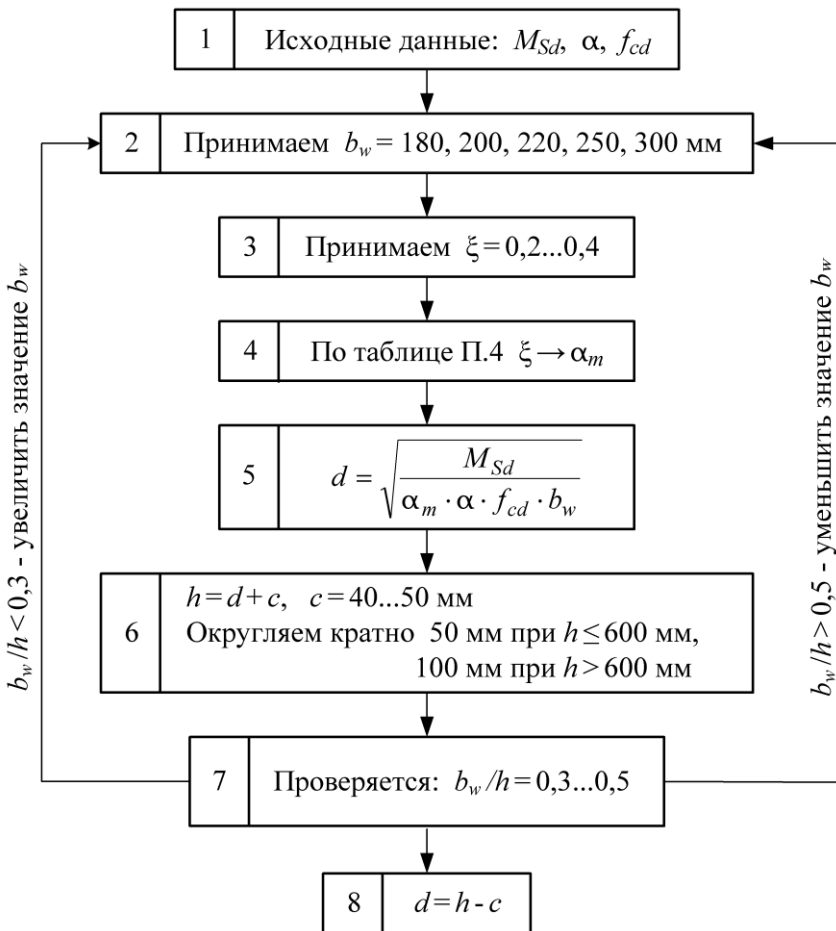 1 Исходные данные: M_Sd, α, f_cd
2 Принимаем b_w = 180, 200, 220, 250, 300 мм
3 Принимаем ξ=0,2...0,4
4 По таблице П.4 ξ → α_m
5 d = √(M_Sd / (α_m · α · f_cd · b_w))
6 h=d+c, c=40...50 мм
Округляем кратно 50 мм при h ≤ 600 мм,
100 мм при h > 600 мм
7 Проверяется: b_w/h=0,3...0,5
8 d=h-c
b_w/h<0,3 - увеличить значение b_w
b_w/h>0,5 - уменьшить значение b_w